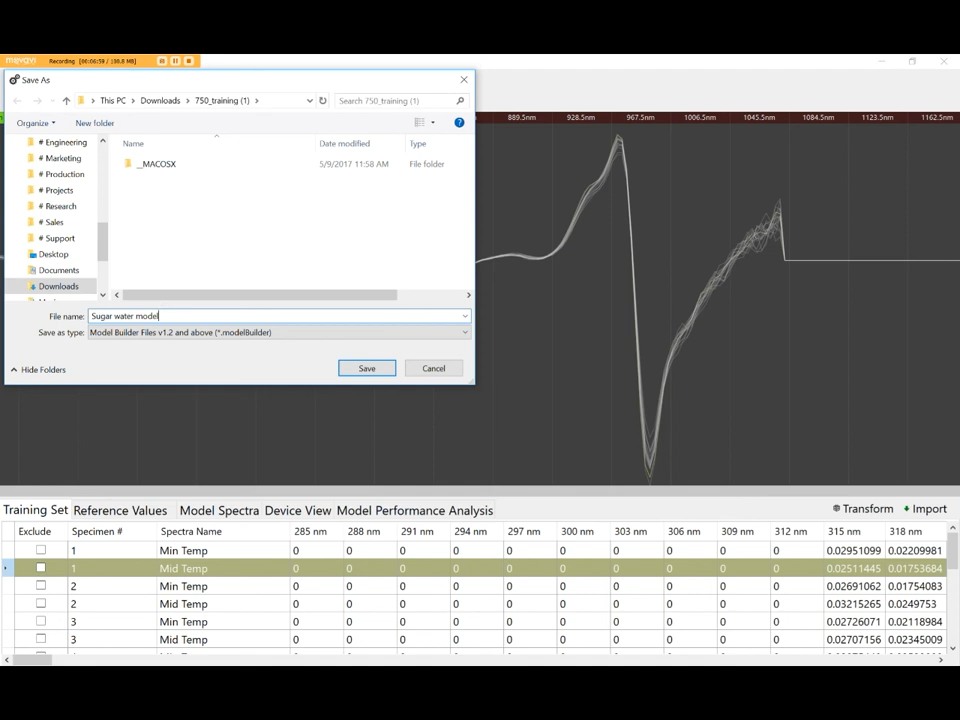 movavi Recording [00:06:59 / 138.8 MB]
Save As
This PC > Downloads > 750_training (1) >
Search 750_training (1)
Organize
New folder
# Engineering
# Marketing
# Production
# Projects
# Research
# Sales
# Support
Desktop
Documents
Downloads
Name Date modified Type
__MACOSX 5/9/2017 11:58 AM File folder
File name: Sugar water model
Save as type: Model Builder Files v1.2 and above (*.modelBuilder)
Hide Folders
Save
Cancel
889.5nm 928.5nm 967.5nm 1006.5nm 1045.5nm 1084.5nm 1123.5nm 1162.5nm
Training Set Reference Values Model Spectra Device View Model Performance Analysis
Transform Import
Exclude Specimen # Spectra Name 285 nm 288 nm 291 nm 294 nm 297 nm 300 nm 303 nm 306 nm 309 nm 312 nm 315 nm 318 nm
1 Min Temp 0 0 0 0 0 0 0 0 0 0 0.02951099 0.02209981
1 Mid Temp 0 0 0 0 0 0 0 0 0 0 0.02511445 0.01753684
2 Min Temp 0 0 0 0 0 0 0 0 0 0 0.02691062 0.01754083
2 Mid Temp 0 0 0 0 0 0 0 0 0 0 0.03215265 0.0249753
3 Min Temp 0 0 0 0 0 0 0 0 0 0 0.02726071 0.02118984
3 Mid Temp 0 0 0 0 0 0 0 0 0 0 0.02707156 0.02345009